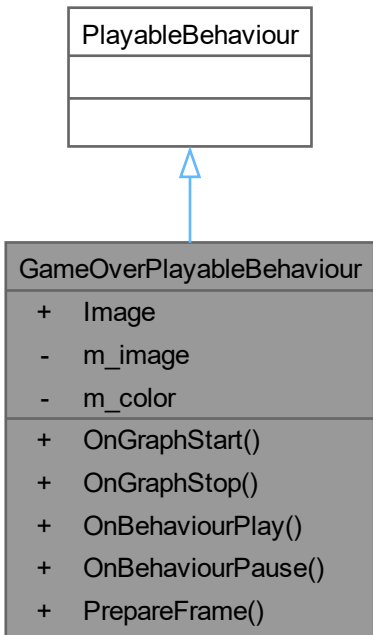 PlayableBehaviour
GameOverPlayableBehaviour
+ Image
- m_image
- m_color
+ OnGraphStart()
+ OnGraphStop()
+ OnBehaviourPlay()
+ OnBehaviourPause()
+ PrepareFrame()